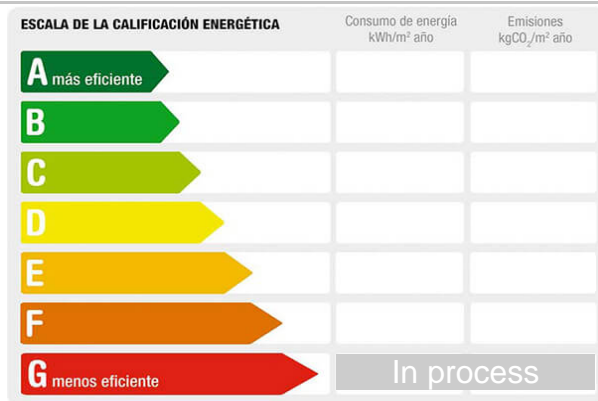 ESCALA DE LA CALIFICACIÓN ENERGÉTICA
Consumo de energía
kWh/m² año
Emisiones
kgCO₂/m² año
A más eficiente
B
C
D
E
F
G menos eficiente
In process